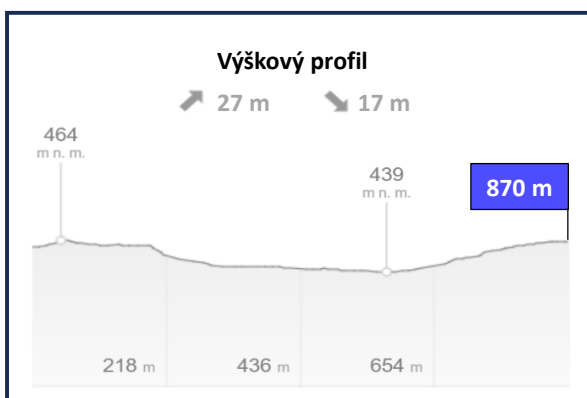 Výškový profil
27 m 17 m
464
m n. m.
439
m n. m.
870 m
218 m 436 m 654 m